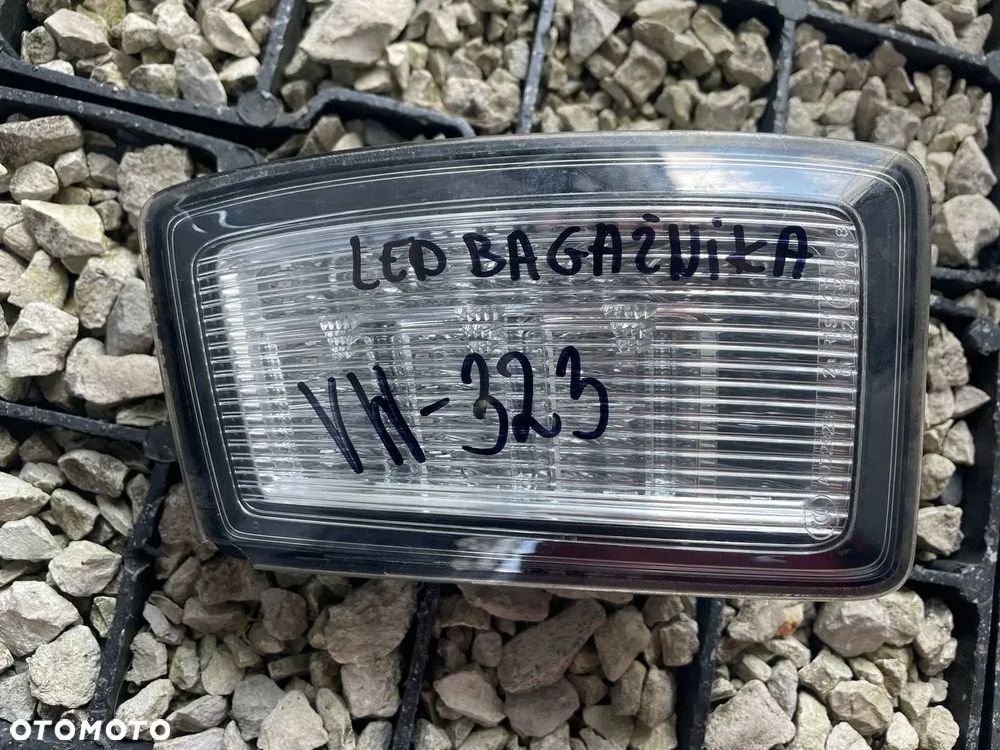 LED BAGAŻNIKA
VW-323
OTOMOTO